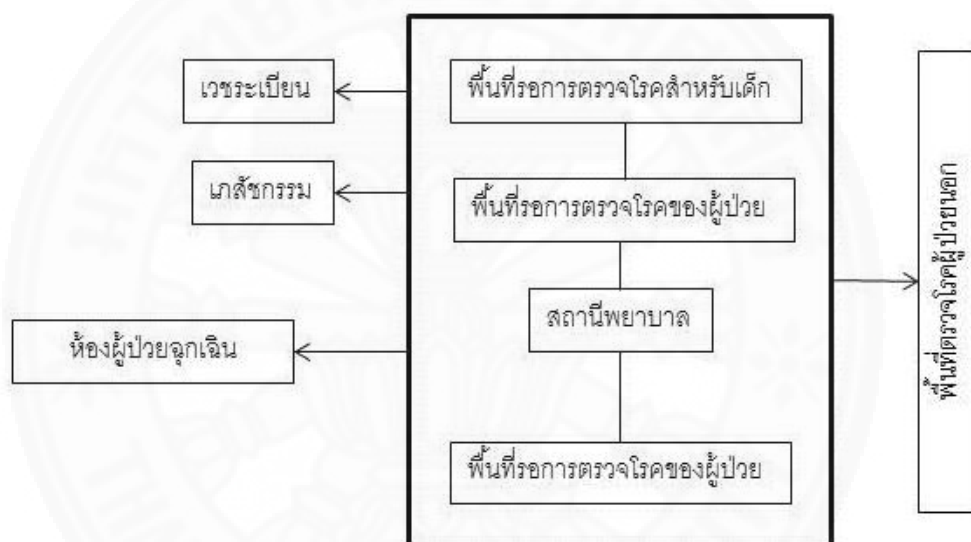 เวชระเบียน
พื้นที่รอการตรวจโรคสำหรับเด็ก
เภสัชกรรม
พื้นที่รอการตรวจโรคของผู้ป่วย
สถานีพยาบาล
ห้องผู้ป่วยฉุกเฉิน
พื้นที่รอการตรวจโรคของผู้ป่วย
พื้นที่ตรวจโรคผู้ป่วยนอก